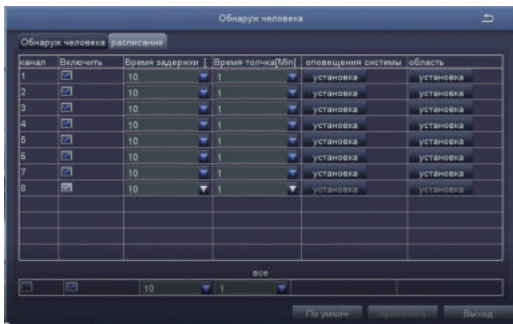 Обнаруж человека
Обнаруж человека расписание
канал Включить Время задержки [ Время толчка[Min] оповещения системы область
1 10 1 установка установка
2 10 1 установка установка
3 10 1 установка установка
4 10 1 установка установка
5 10 1 установка установка
6 10 1 установка установка
7 10 1 установка установка
8 10 1 установка установка
все
10 1
По умолч применить Выход